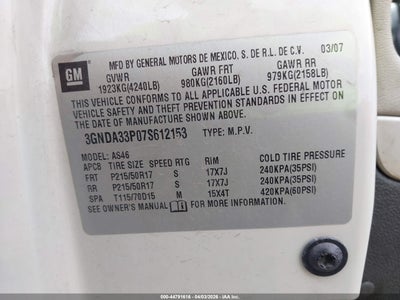 GM
MFD BY GENERAL MOTORS DE MEXICO, S. DE R.L. DE C.V. 03/07
GVWR GAWR FRT GAWR RR
1923KG(4240LB) 980KG(2160LB) 979KG(2158LB)
THIS VEHICLE CONFORMS TO ALL APPLICABLE U.S. FEDERAL MOTOR
VEHICLE SAFETY AND THEFT PREVENTION STANDARDS IN EFFECT ON
THE DATE OF MANUFACTURE SHOWN ABOVE.
3GNDA33P07S612153 TYPE: M.P.V.
MODEL: AS46
APCB TIRE SIZE SPEED RTG RIM COLD TIRE PRESSURE
FRT P215/50R17 S 17X7J 240KPA(35PSI)
RR P215/50R17 S 17X7J 240KPA(35PSI)
SPA T115/70D15 M 15X4T 420KPA(60PSI)
SEE OWNER'S MANUAL FOR MORE INFORMATION.
000-44791616 - 04/03/2026 - 000000113